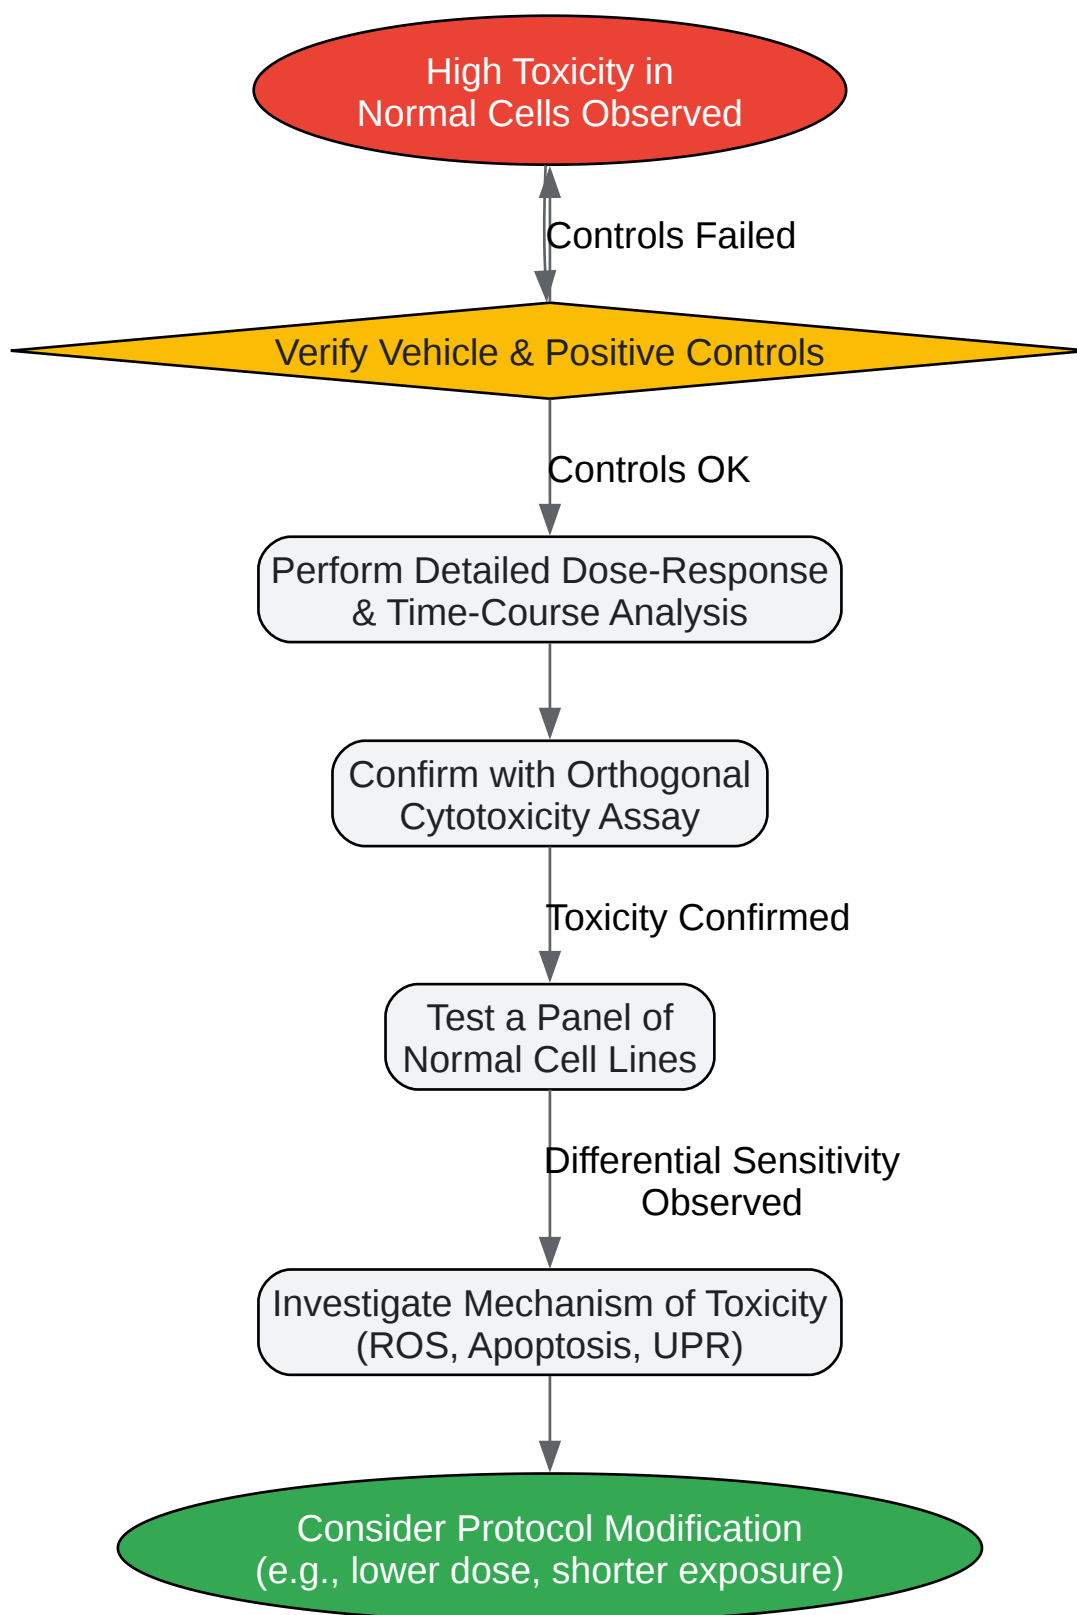 High Toxicity in
Normal Cells Observed
Controls Failed
Verify Vehicle & Positive Controls
Controls OK
Perform Detailed Dose-Response
& Time-Course Analysis
Confirm with Orthogonal
Cytotoxicity Assay
Toxicity Confirmed
Test a Panel of
Normal Cell Lines
Differential Sensitivity
Observed
Investigate Mechanism of Toxicity
(ROS, Apoptosis, UPR)
Consider Protocol Modification
(e.g., lower dose, shorter exposure)